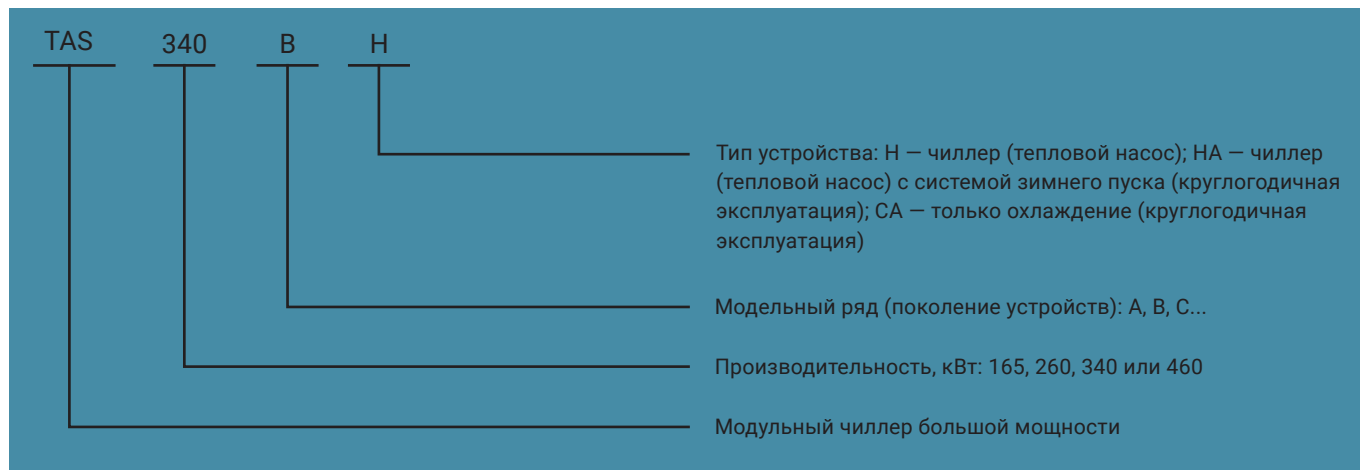 TAS 340 B H
Тип устройства: H — чиллер (тепловой насос); HA — чиллер
(тепловой насос) с системой зимнего пуска (круглогодичная
эксплуатация); CA — только охлаждение (круглогодичная
эксплуатация)
Модельный ряд (поколение устройств): A, B, C...
Производительность, кВт: 165, 260, 340 или 460
Модульный чиллер большой мощности